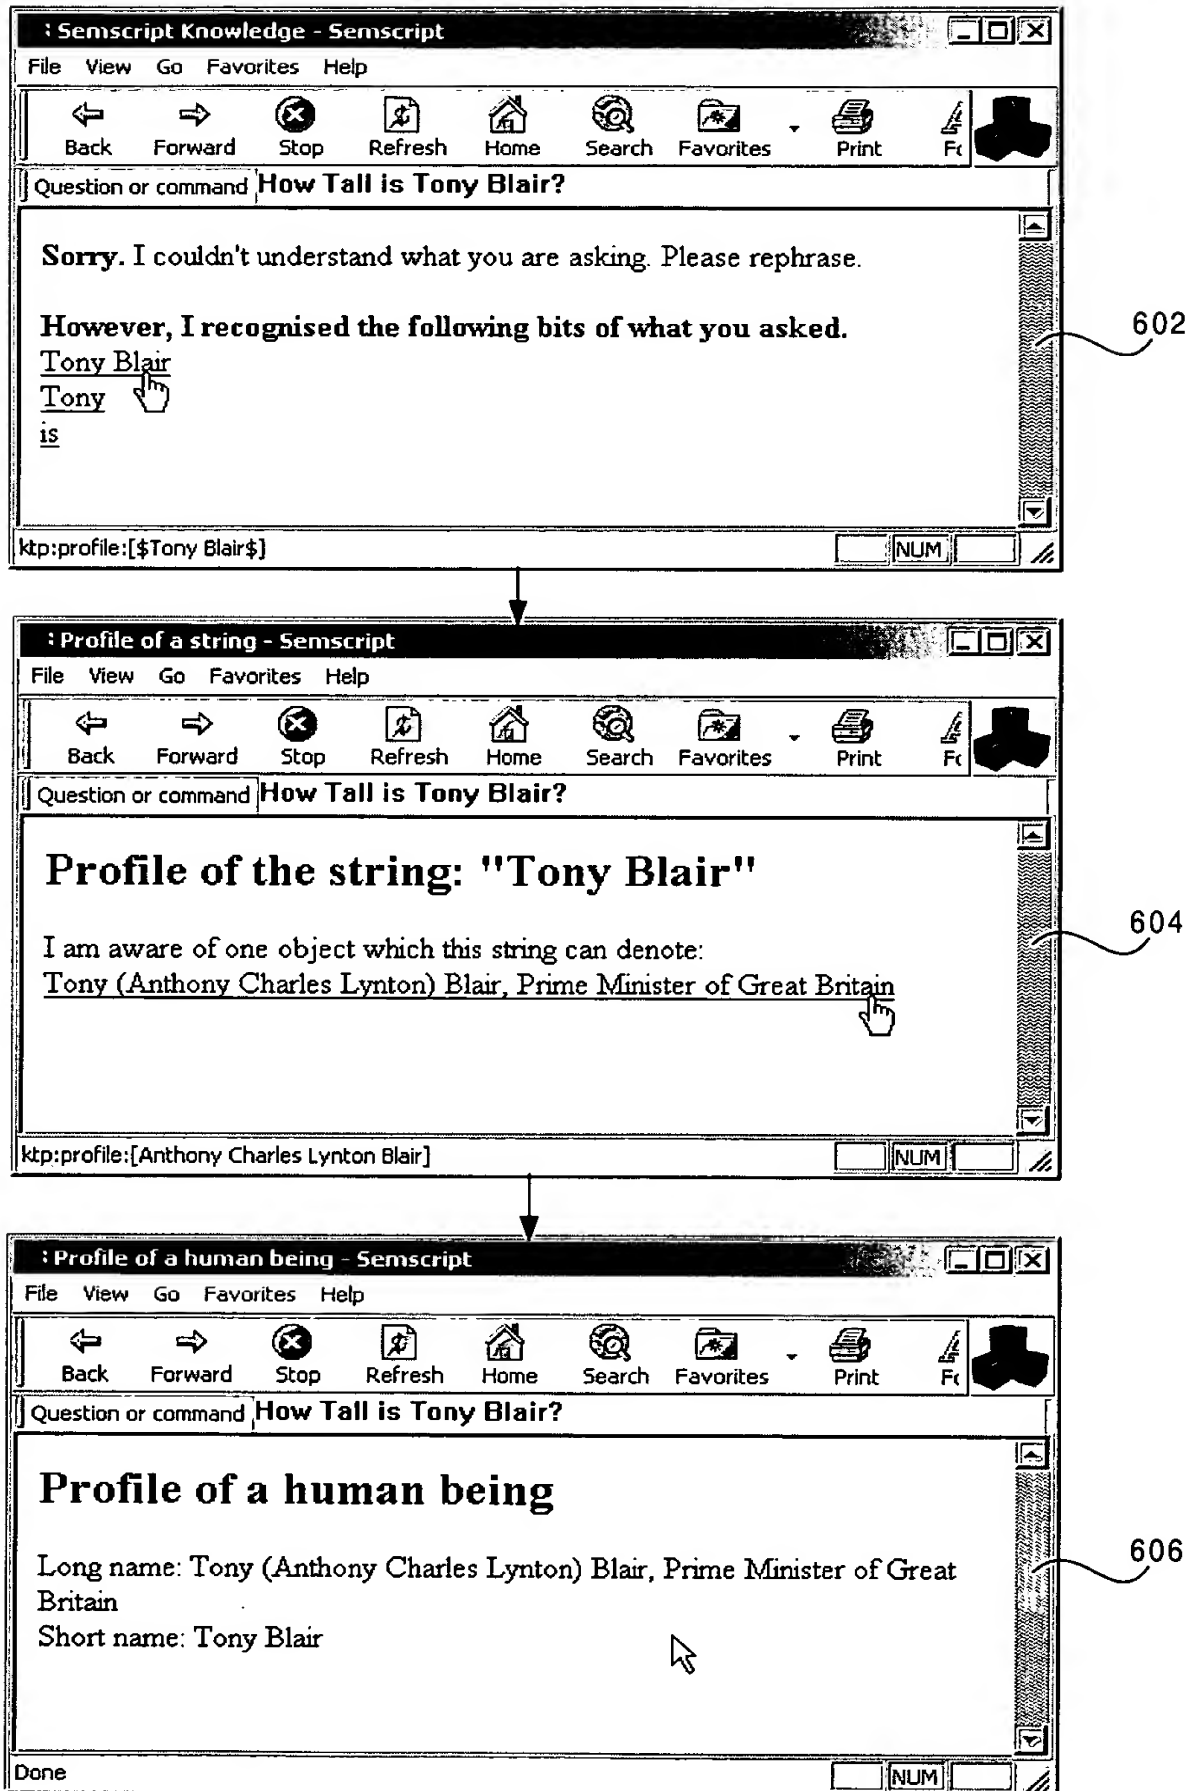 : Semscript Knowledge - Semscript
File View Go Favorites Help
Back Forward Stop Refresh Home Search Favorites Print
Question or command How Tall is Tony Blair?
Sorry. I couldn't understand what you are asking. Please rephrase.
However, I recognised the following bits of what you asked.
Tony Blair
Tony
is
602
ktp:profile:[$Tony Blair$]
NUM
: Profile of a string - Semscript
File View Go Favorites Help
Back Forward Stop Refresh Home Search Favorites Print
Question or command How Tall is Tony Blair?
Profile of the string: "Tony Blair"
I am aware of one object which this string can denote:
Tony (Anthony Charles Lynton) Blair, Prime Minister of Great Britain
604
ktp:profile:[Anthony Charles Lynton Blair]
NUM
: Profile of a human being - Semscript
File View Go Favorites Help
Back Forward Stop Refresh Home Search Favorites Print
Question or command How Tall is Tony Blair?
Profile of a human being
Long name: Tony (Anthony Charles Lynton) Blair, Prime Minister of Great
Britain
Short name: Tony Blair
606
Done
NUM